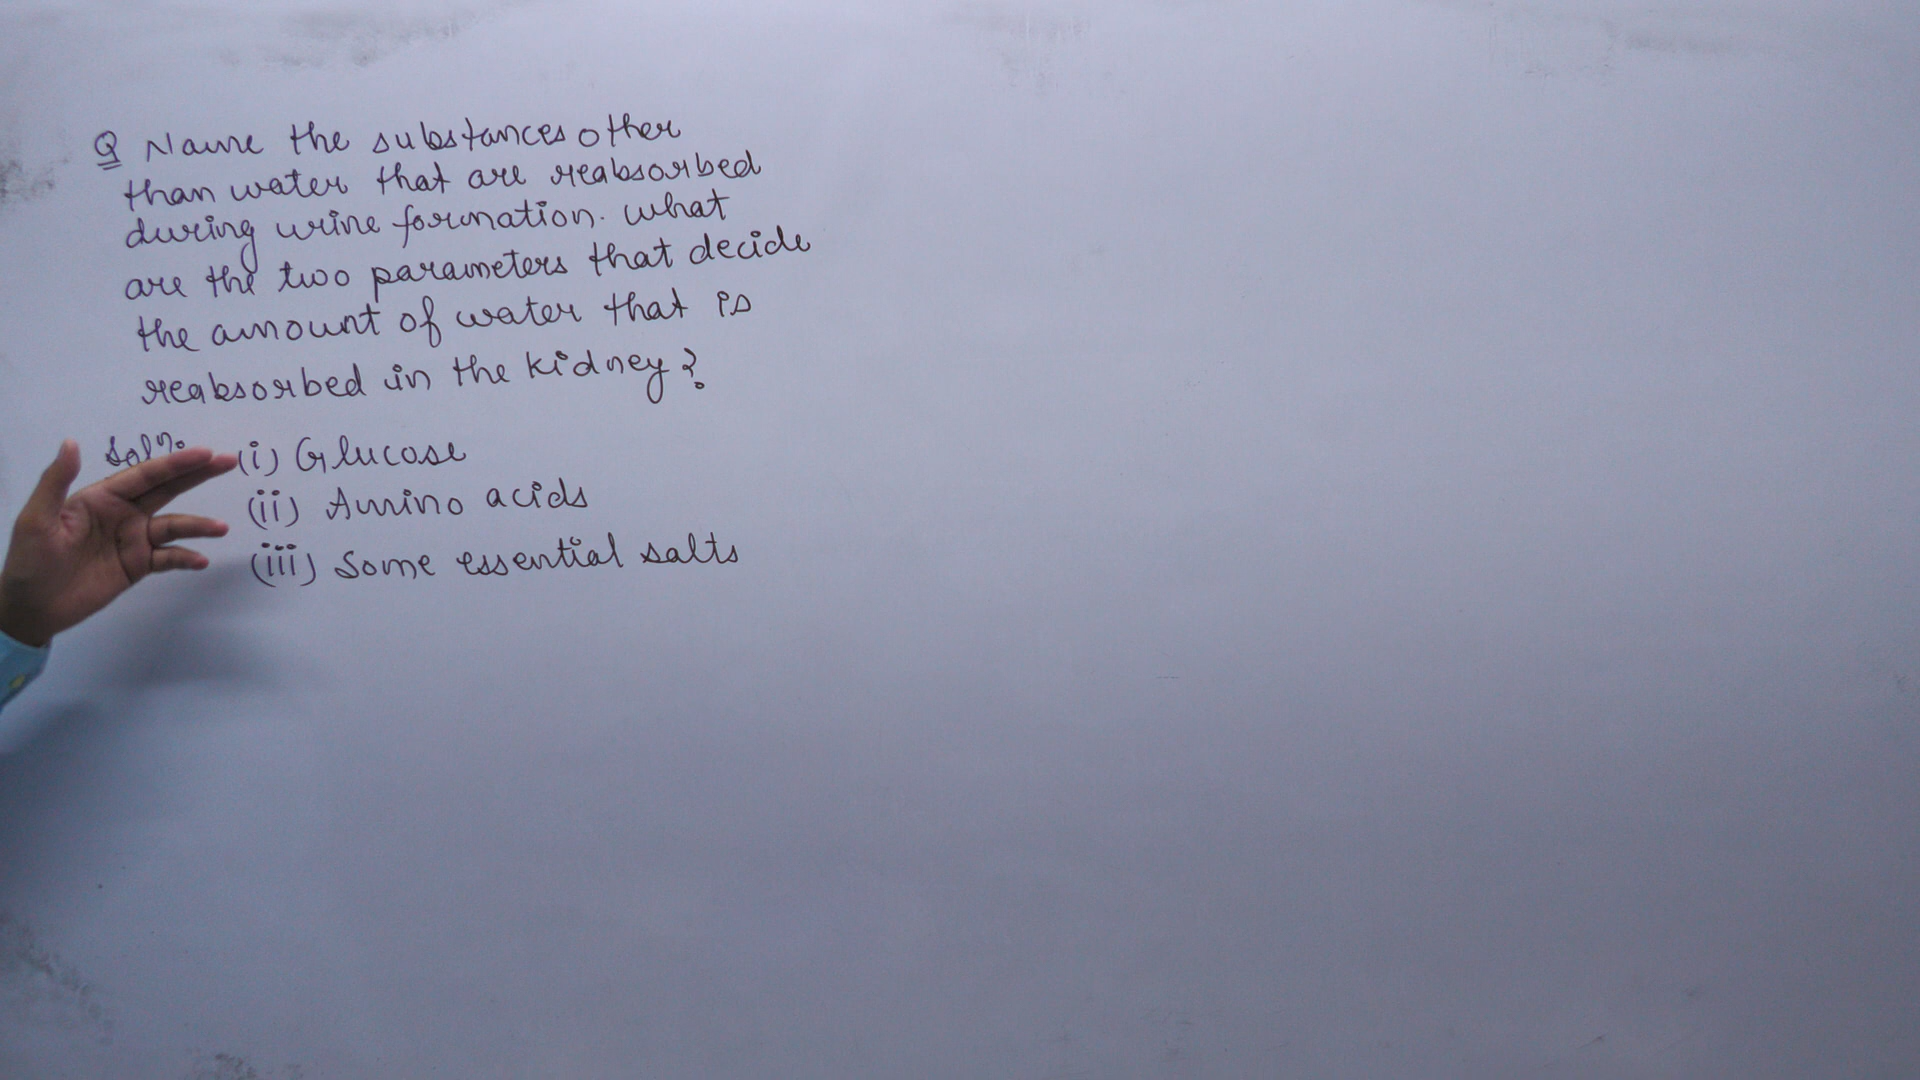 Q Name the substances other
than water that are reabsorbed
during urine formation. What
are the two parameters that decide
the amount of water that is
reabsorbed in the kidney?
Soln. (i) Glucose
(ii) Amino acids
(iii) Some essential salts